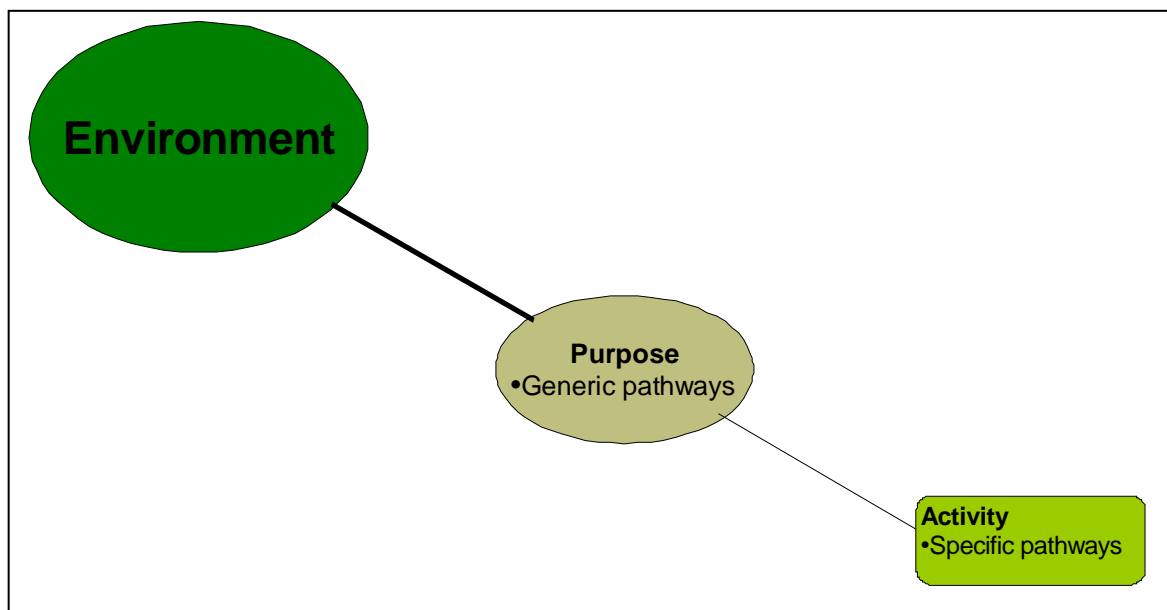 Environment
Purpose
•Generic pathways
Activity
•Specific pathways